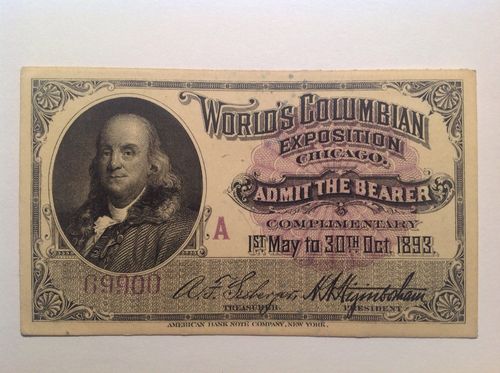 WORLD'S COLUMBIAN
EXPOSITION
CHICAGO.
ADMIT THE BEARER
COMPLIMENTARY
A
1ST May to 30TH Oct. 1893.
69900
TREASURER. PRESIDENT
AMERICAN BANK NOTE COMPANY, NEW YORK.